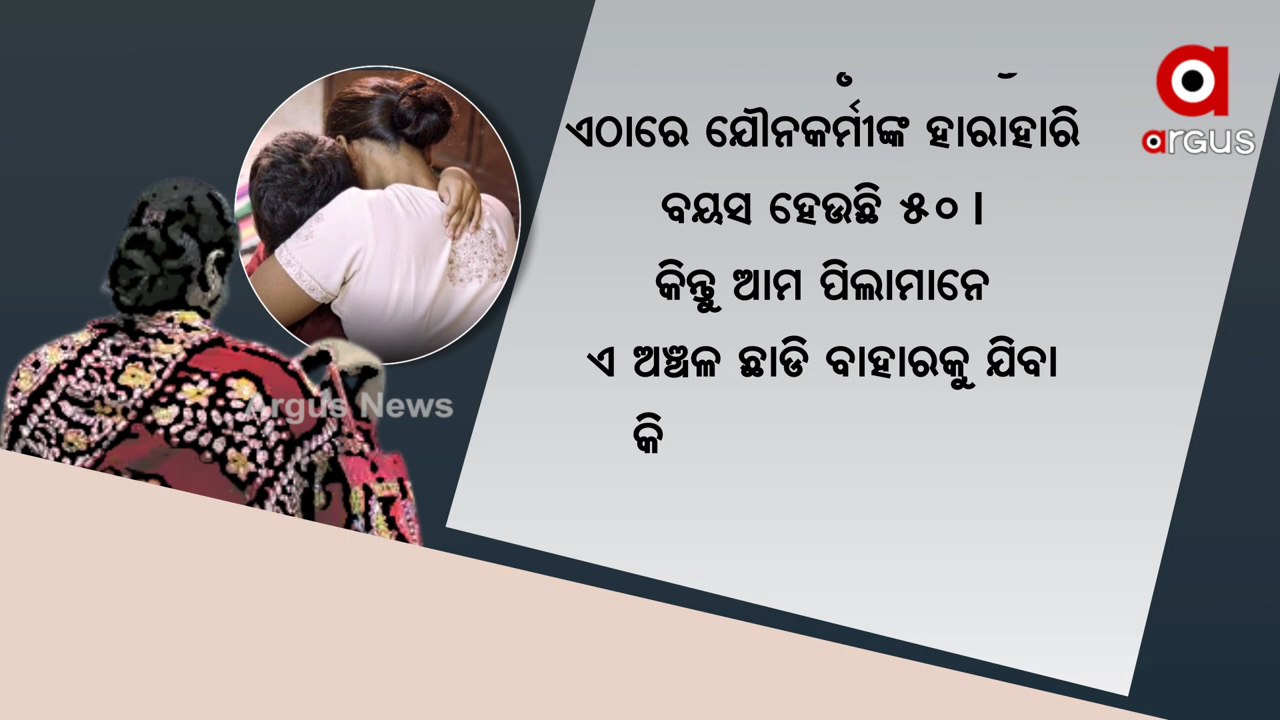 ଏଠାରେ ଯୌନକର୍ମୀଙ୍କ ହାରାହାରି
ବୟସ ହେଉଛି ୫୦ ।
କିନ୍ତୁ ଆମ ପିଲାମାନେ
ଏ ଅଞ୍ଚଳ ଛାଡି ବାହାରକୁ ଯିବା
କି
argus
Argus News